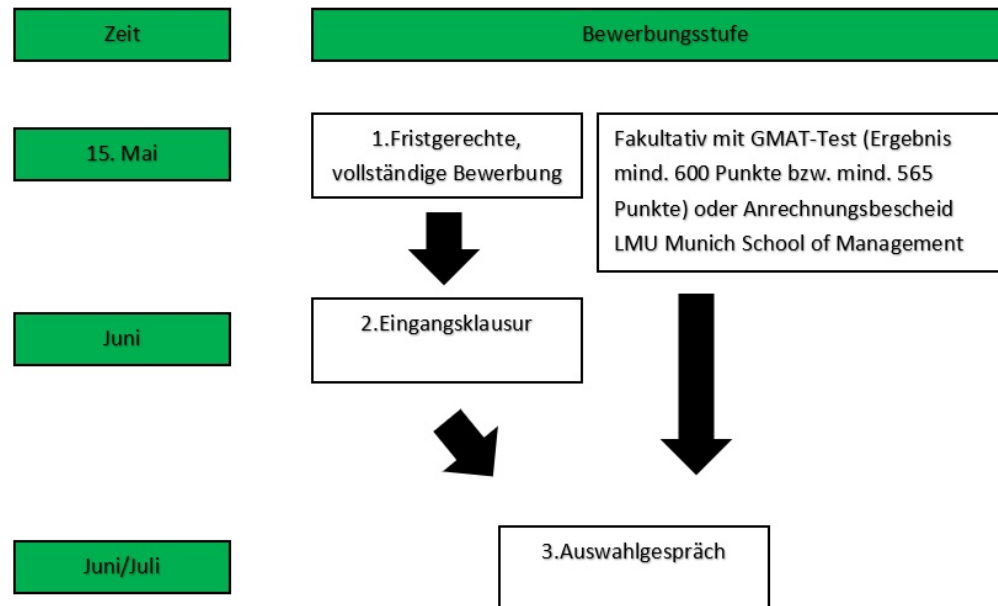 Zeit
Bewerbungsstufe
15. Mai
1.Fristgerechte,
vollständige Bewerbung
Fakultativ mit GMAT-Test (Ergebnis
mind. 600 Punkte bzw. mind. 565
Punkte) oder Anrechnungsbescheid
LMU Munich School of Management
Juni
2.Eingangsklausur
Juni/Juli
3.Auswahlgespräch